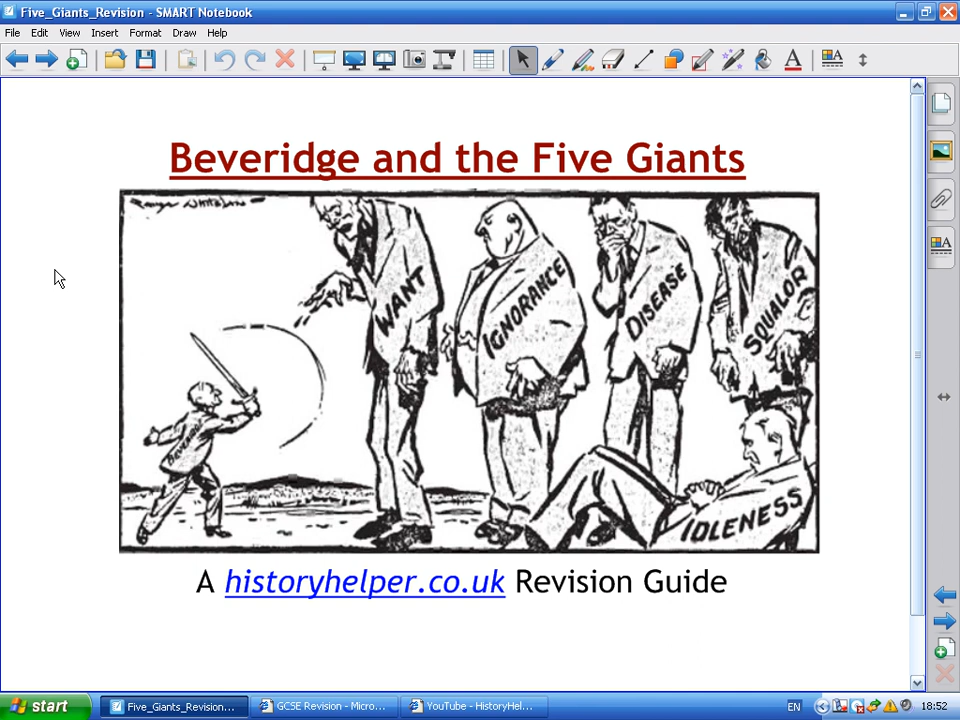 Five_Giants_Revision - SMART Notebook
File Edit View Insert Format Draw Help
Beveridge and the Five Giants
WANT
IGNORANCE
DISEASE
SQUALOR
BEVERIDGE
IDLENESS
A historyhelper.co.uk Revision Guide
start
Five_Giants_Revision...
GCSE Revision - Micro...
YouTube - HistoryHel...
EN
18:52